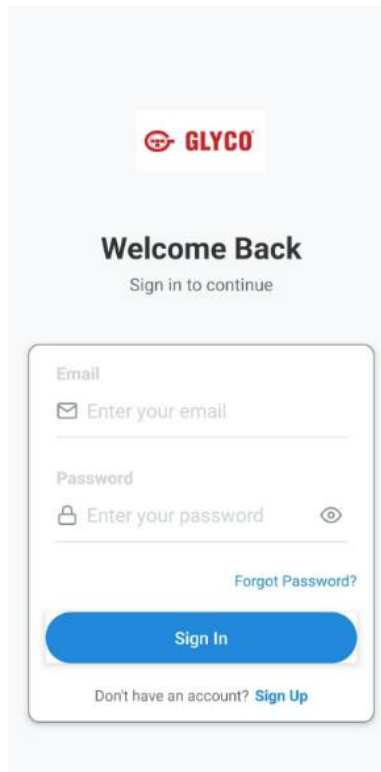 GLYCO
Welcome Back
Sign in to continue
Email
Enter your email
Password
Enter your password
Forgot Password?
Sign In
Don't have an account? Sign Up